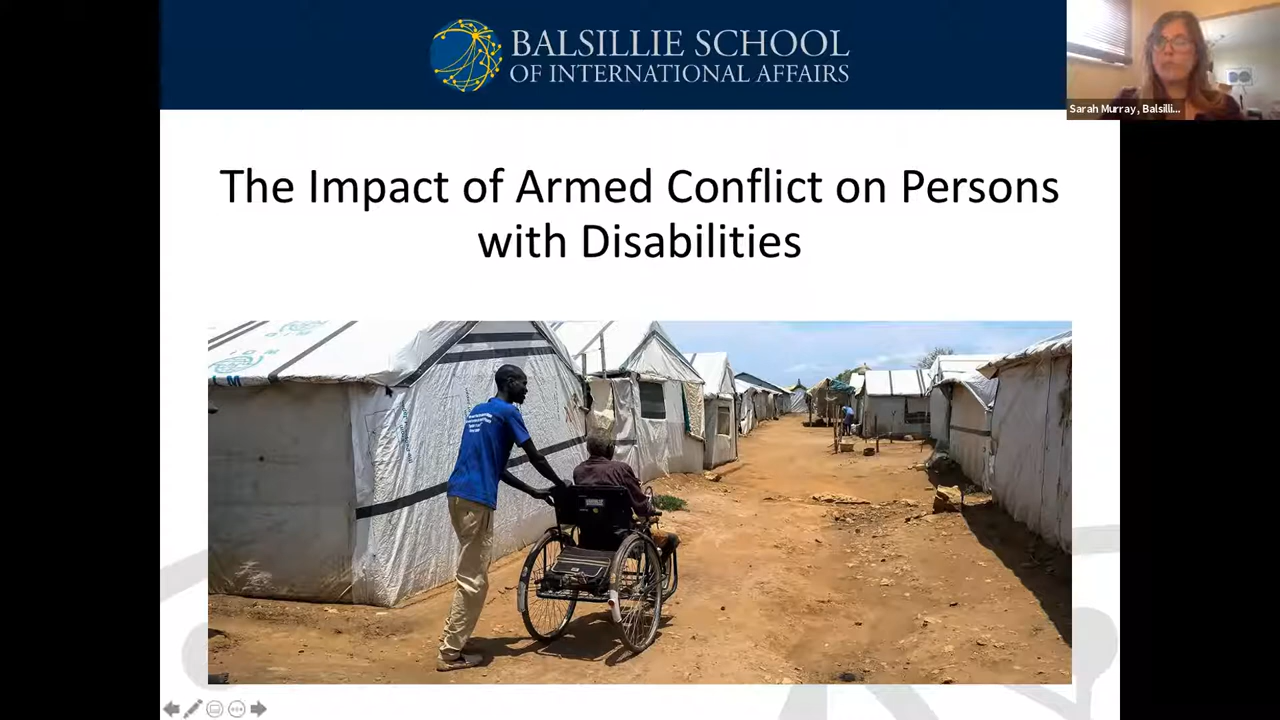 BALSILLIE SCHOOL
OF INTERNATIONAL AFFAIRS
Sarah Murray, Balsilli...
The Impact of Armed Conflict on Persons
with Disabilities